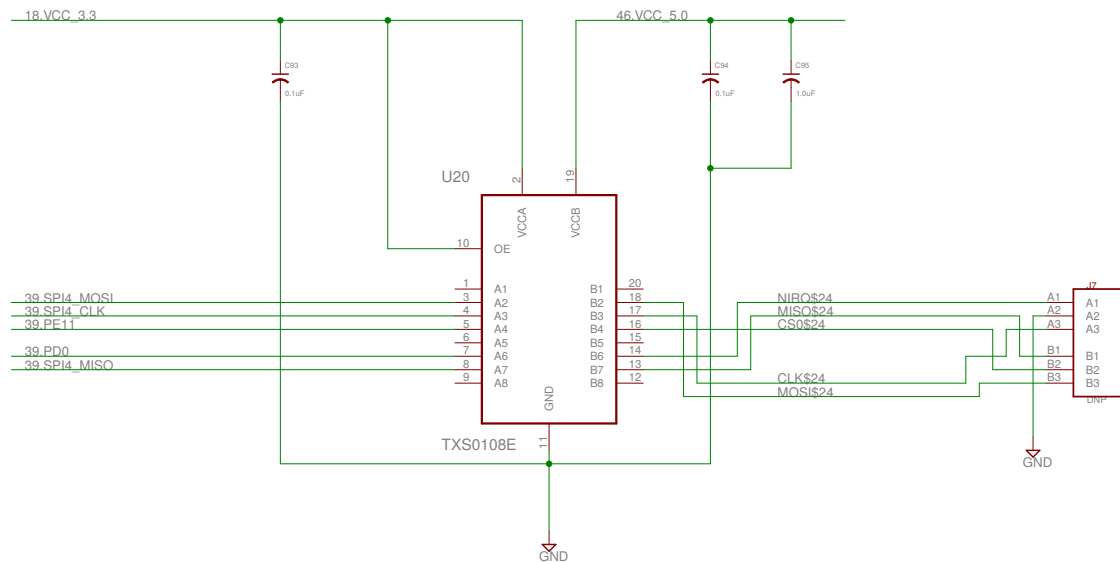 18.VCC_3.3
46.VCC_5.0
C93
0.1uF
C94
0.1uF
C95
1.0uF
U20
2
19
VCCA
VCCB
10
OE
1
A1
B1
20
39.SPI4_MOSI
3
A2
B2
18
39.SPI4_CLK
4
A3
B3
17
39.PE11
5
A4
B4
16
6
A5
B5
15
39.PD0
7
A6
B6
14
39.SPI4_MISO
8
A7
B7
13
9
A8
B8
12
GND
11
TXS0108E
GND
NIRQ$24
MISO$24
CS0$24
CLK$24
MOSI$24
J7
A1
A1
A2
A2
A3
A3
B1
B1
B2
B2
B3
B3
DNP
GND